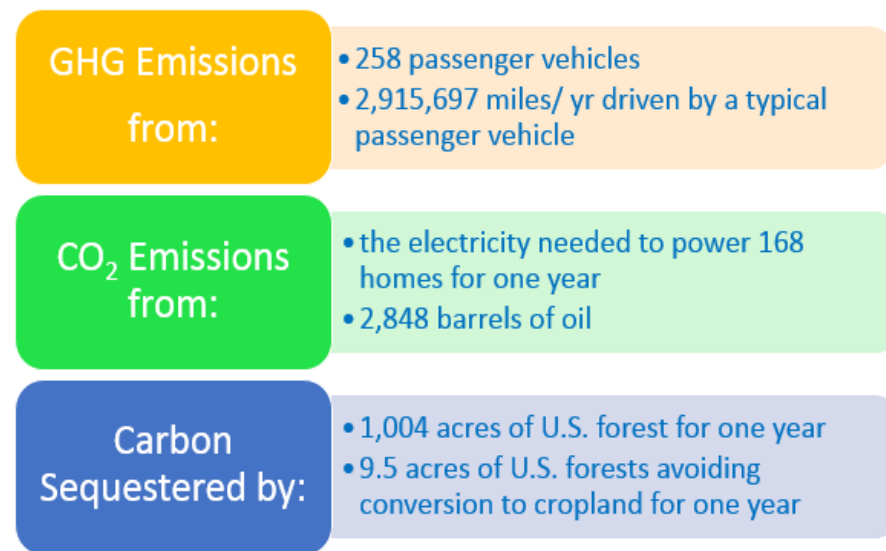 GHG Emissions
from:
• 258 passenger vehicles
• 2,915,697 miles/ yr driven by a typical
passenger vehicle
CO₂ Emissions
from:
• the electricity needed to power 168
homes for one year
• 2,848 barrels of oil
Carbon
Sequestered by:
• 1,004 acres of U.S. forest for one year
• 9.5 acres of U.S. forests avoiding
conversion to cropland for one year